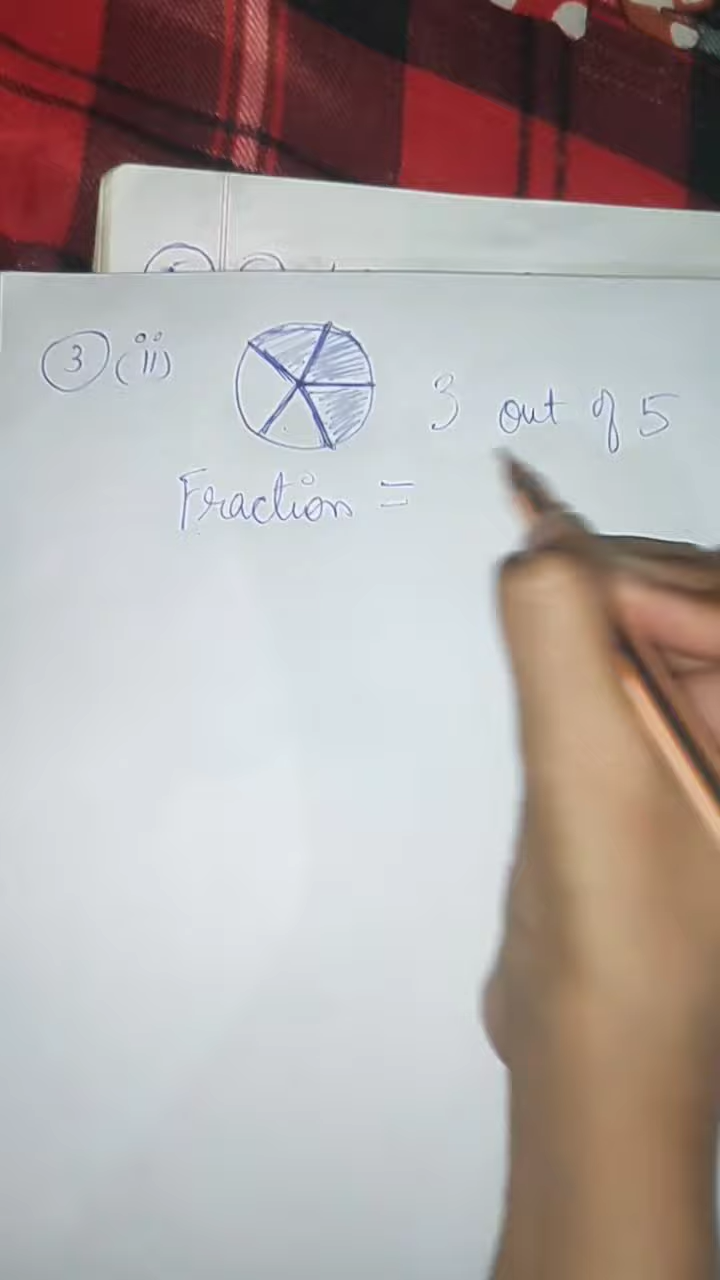 3 (ii) 3 out of 5
Fraction =